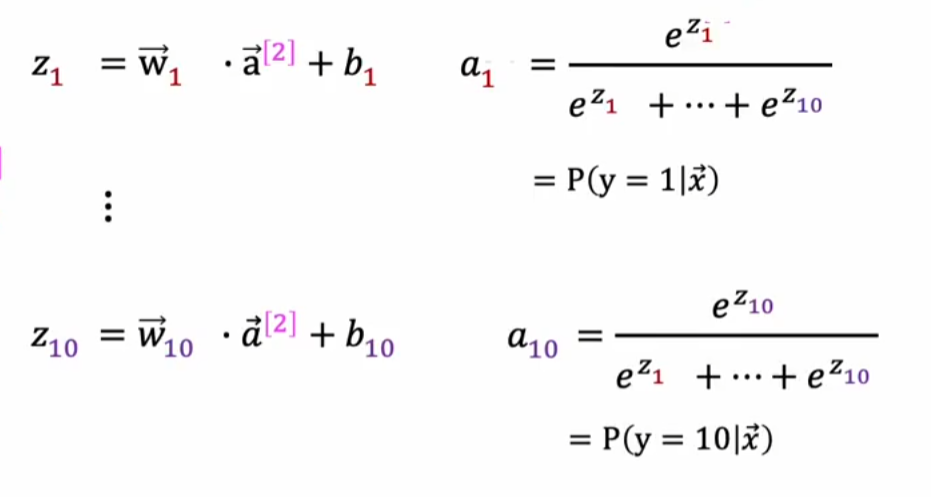 z₁ = w⃗₁ · a⃗^[2] + b₁    a₁ = e^z₁ / (e^z₁ + ⋯ + e^z₁₀)
= P(y = 1|x⃗)
⋮
z₁₀ = w⃗₁₀ · a⃗^[2] + b₁₀    a₁₀ = e^z₁₀ / (e^z₁ + ⋯ + e^z₁₀)
= P(y = 10|x⃗)